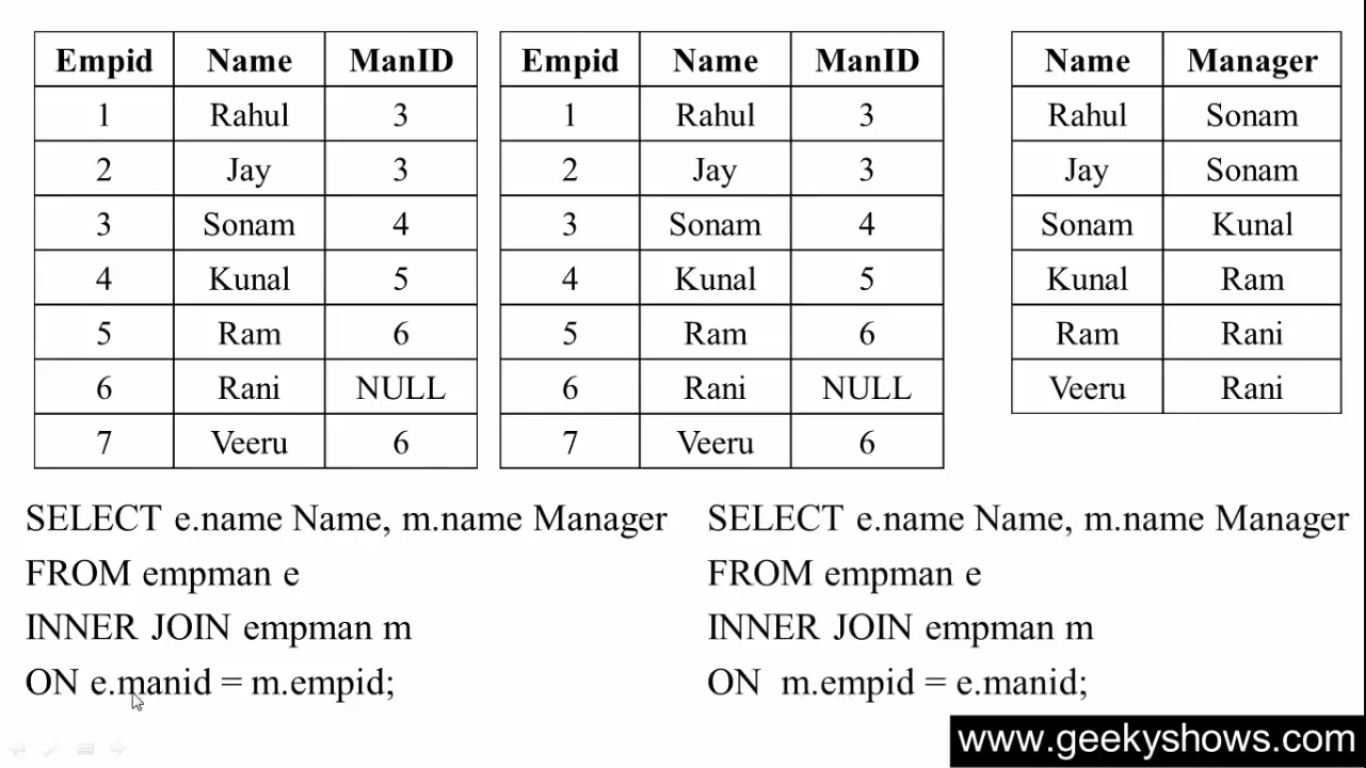 Empid Name ManID
1 Rahul 3
2 Jay 3
3 Sonam 4
4 Kunal 5
5 Ram 6
6 Rani NULL
7 Veeru 6
Empid Name ManID
1 Rahul 3
2 Jay 3
3 Sonam 4
4 Kunal 5
5 Ram 6
6 Rani NULL
7 Veeru 6
Name Manager
Rahul Sonam
Jay Sonam
Sonam Kunal
Kunal Ram
Ram Rani
Veeru Rani
SELECT e.name Name, m.name Manager
FROM empman e
INNER JOIN empman m
ON e.manid = m.empid;
SELECT e.name Name, m.name Manager
FROM empman e
INNER JOIN empman m
ON m.empid = e.manid;
www.geekyshows.com